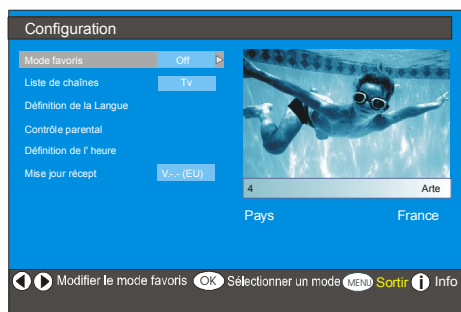 Configuration
Mode favoris Off
Liste de chaînes Tv
Définition de la Langue
Contrôle parental
Définition de l' heure
Mise jour récept V.-.- (EU)
4 Arte
Pays France
Modifier le mode favoris OK Sélectionner un mode MENU Sortir i Info